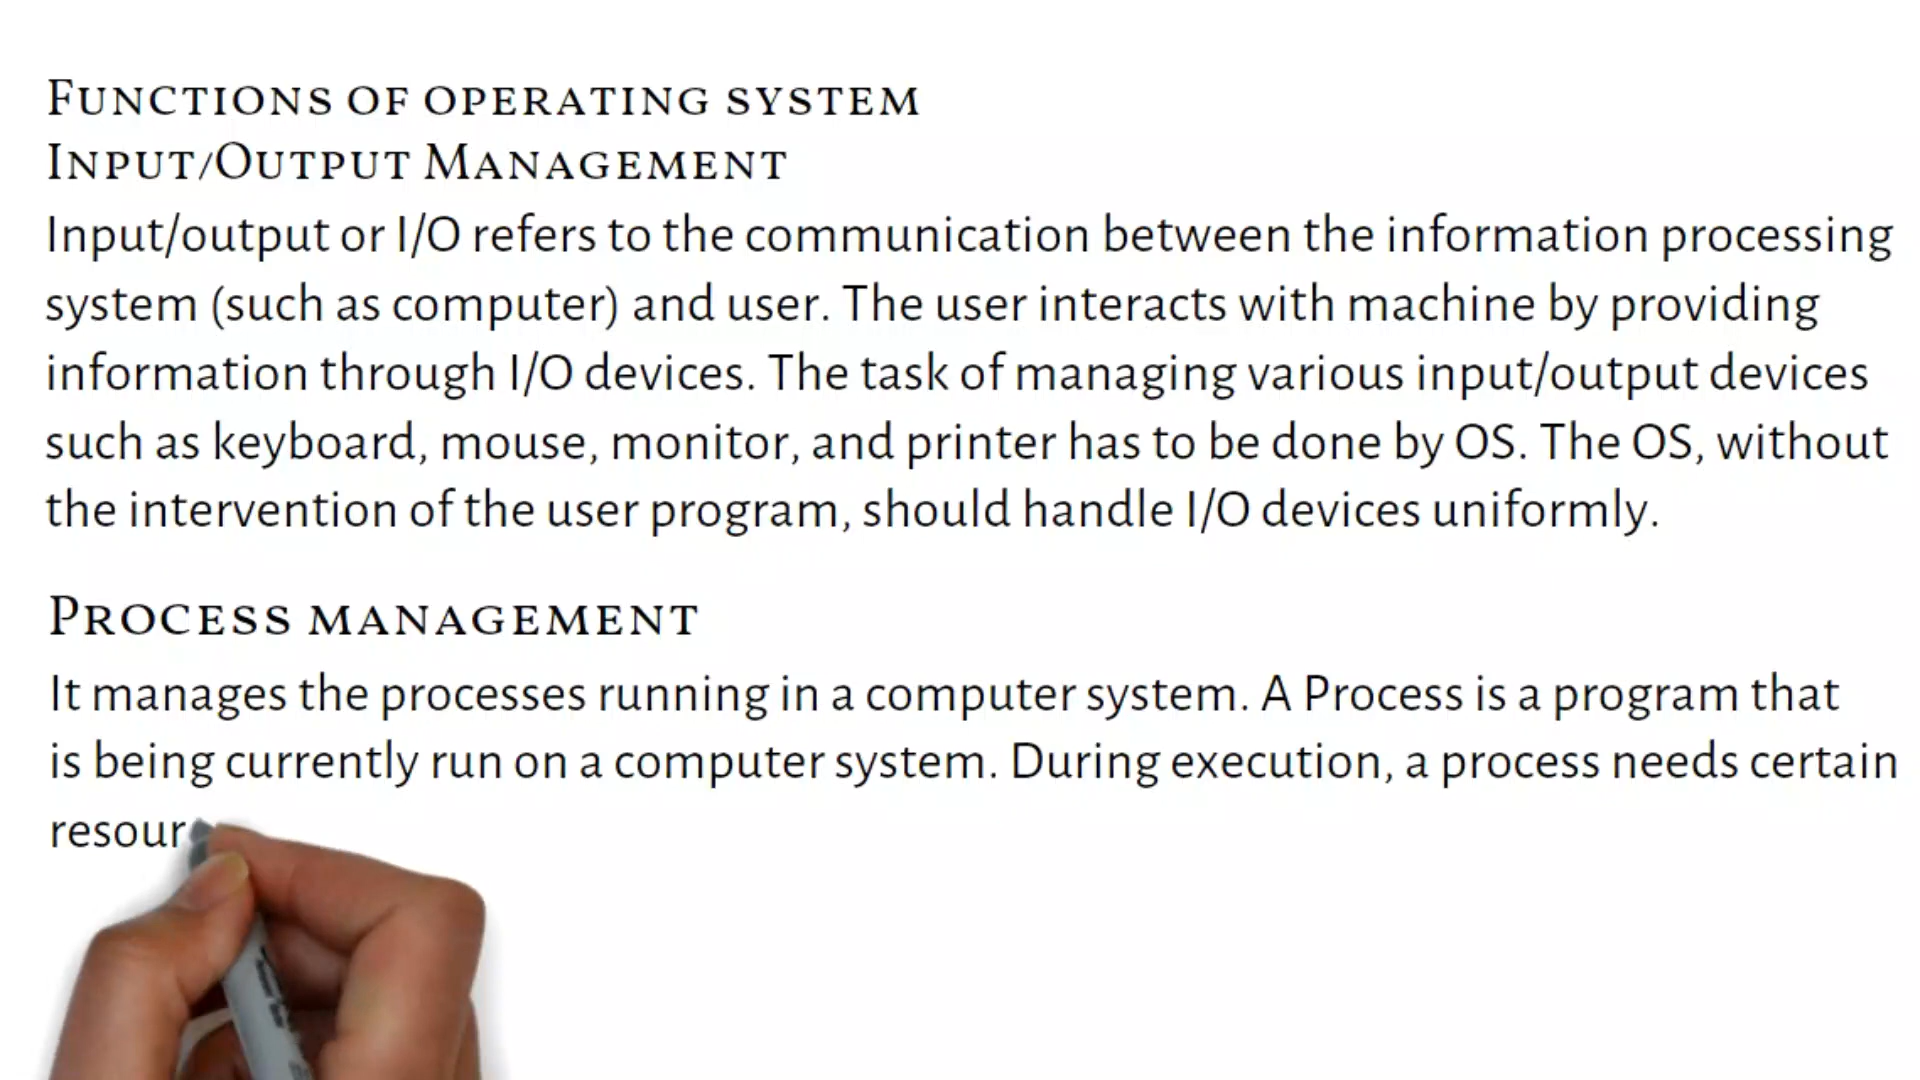 Functions of operating system
Input/Output Management
Input/output or I/O refers to the communication between the information processing
system (such as computer) and user. The user interacts with machine by providing
information through I/O devices. The task of managing various input/output devices
such as keyboard, mouse, monitor, and printer has to be done by OS. The OS, without
the intervention of the user program, should handle I/O devices uniformly.
Process management
It manages the processes running in a computer system. A Process is a program that
is being currently run on a computer system. During execution, a process needs certain
resour